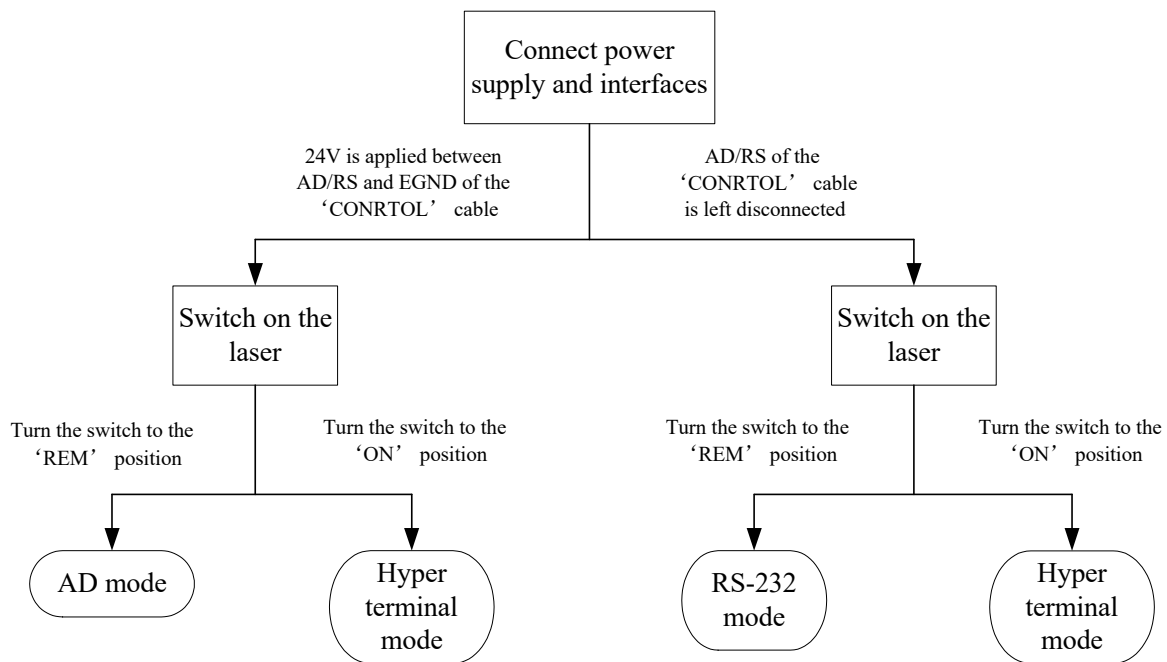 Connect power
supply and interfaces
24V is applied between
AD/RS and EGND of the
‘CONRTOL’ cable
AD/RS of the
‘CONRTOL’ cable
is left disconnected
Switch on the
laser
Switch on the
laser
Turn the switch to the
‘REM’ position
Turn the switch to the
‘ON’ position
Turn the switch to the
‘REM’ position
Turn the switch to the
‘ON’ position
AD mode
Hyper
terminal
mode
RS-232
mode
Hyper
terminal
mode